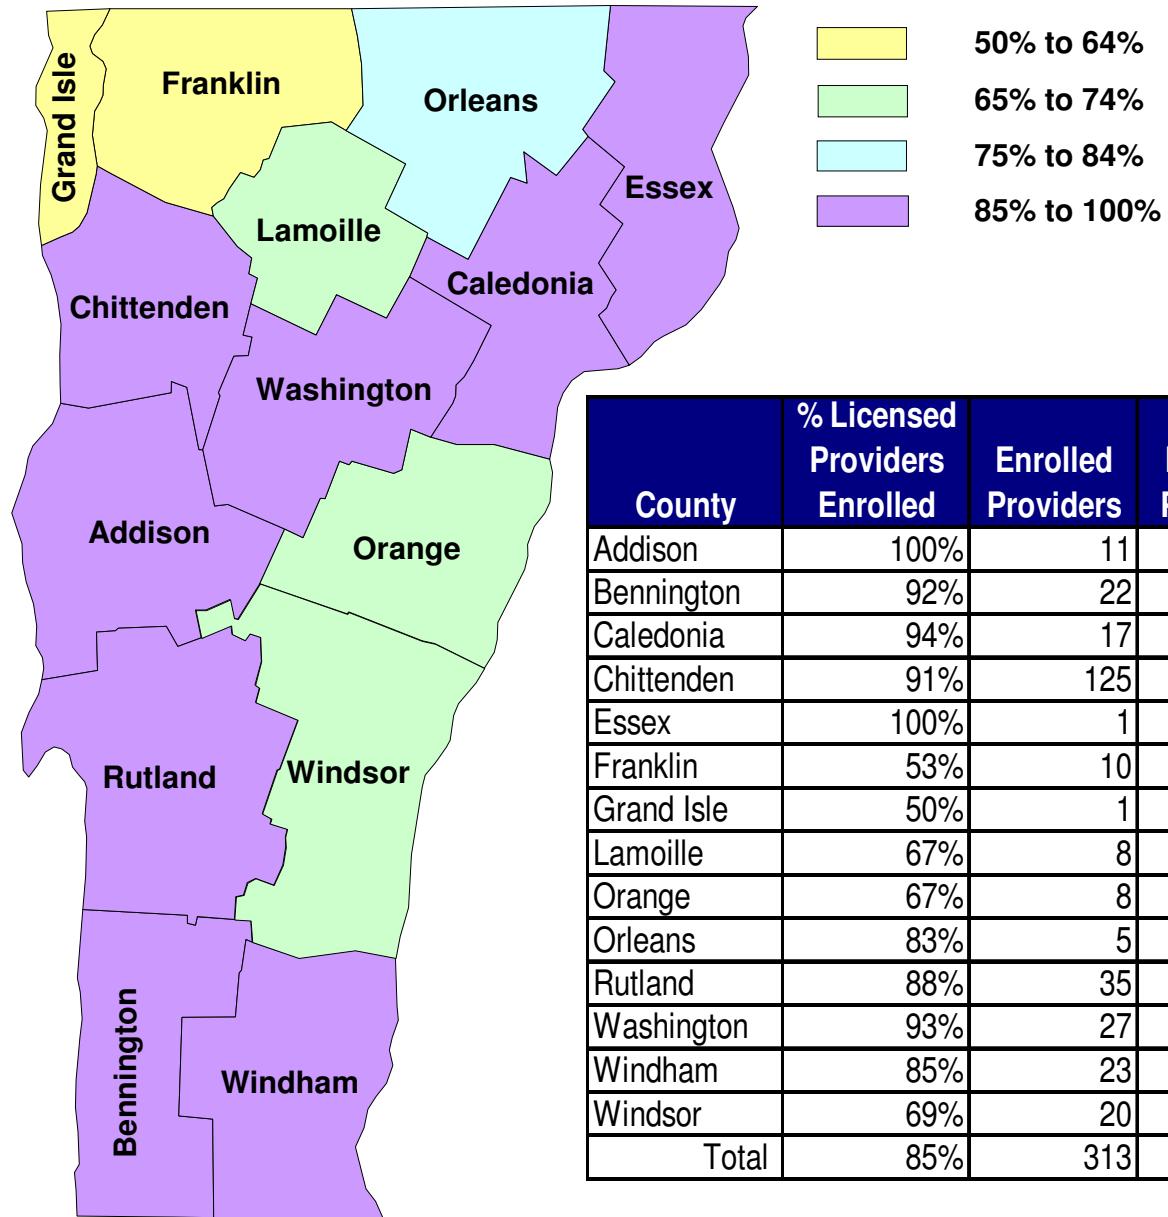 50% to 64%
65% to 74%
75% to 84%
85% to 100%
Grand Isle
Franklin
Orleans
Essex
Lamoille
Caledonia
Chittenden
Washington
Addison
Orange
Rutland
Windsor
Bennington
Windham
County % Licensed Providers Enrolled Enrolled Providers
Addison 100% 11
Bennington 92% 22
Caledonia 94% 17
Chittenden 91% 125
Essex 100% 1
Franklin 53% 10
Grand Isle 50% 1
Lamoille 67% 8
Orange 67% 8
Orleans 83% 5
Rutland 88% 35
Washington 93% 27
Windham 85% 23
Windsor 69% 20
Total 85% 313